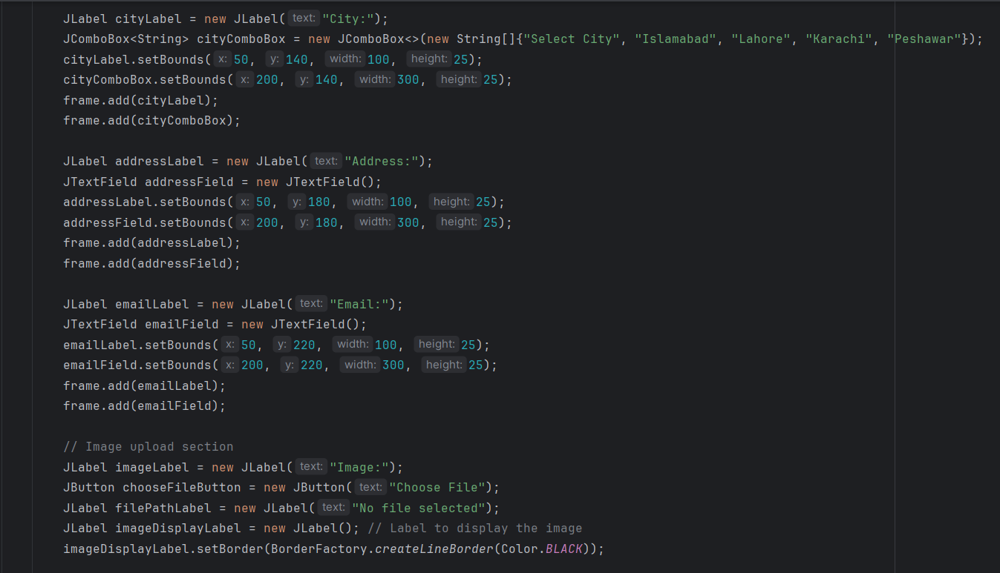 JLabel cityLabel = new JLabel( text: "City:");
JComboBox<String> cityComboBox = new JComboBox<>(new String[]{"Select City", "Islamabad", "Lahore", "Karachi", "Peshawar"});
cityLabel.setBounds( x: 50, y: 140, width: 100, height: 25);
cityComboBox.setBounds( x: 200, y: 140, width: 300, height: 25);
frame.add(cityLabel);
frame.add(cityComboBox);
JLabel addressLabel = new JLabel( text: "Address:");
JTextField addressField = new JTextField();
addressLabel.setBounds( x: 50, y: 180, width: 100, height: 25);
addressField.setBounds( x: 200, y: 180, width: 300, height: 25);
frame.add(addressLabel);
frame.add(addressField);
JLabel emailLabel = new JLabel( text: "Email:");
JTextField emailField = new JTextField();
emailLabel.setBounds( x: 50, y: 220, width: 100, height: 25);
emailField.setBounds( x: 200, y: 220, width: 300, height: 25);
frame.add(emailLabel);
frame.add(emailField);
// Image upload section
JLabel imageLabel = new JLabel( text: "Image:");
JButton chooseFileButton = new JButton( text: "Choose File");
JLabel filePathLabel = new JLabel( text: "No file selected");
JLabel imageDisplayLabel = new JLabel(); // Label to display the image
imageDisplayLabel.setBorder(BorderFactory.createLineBorder(Color.BLACK));